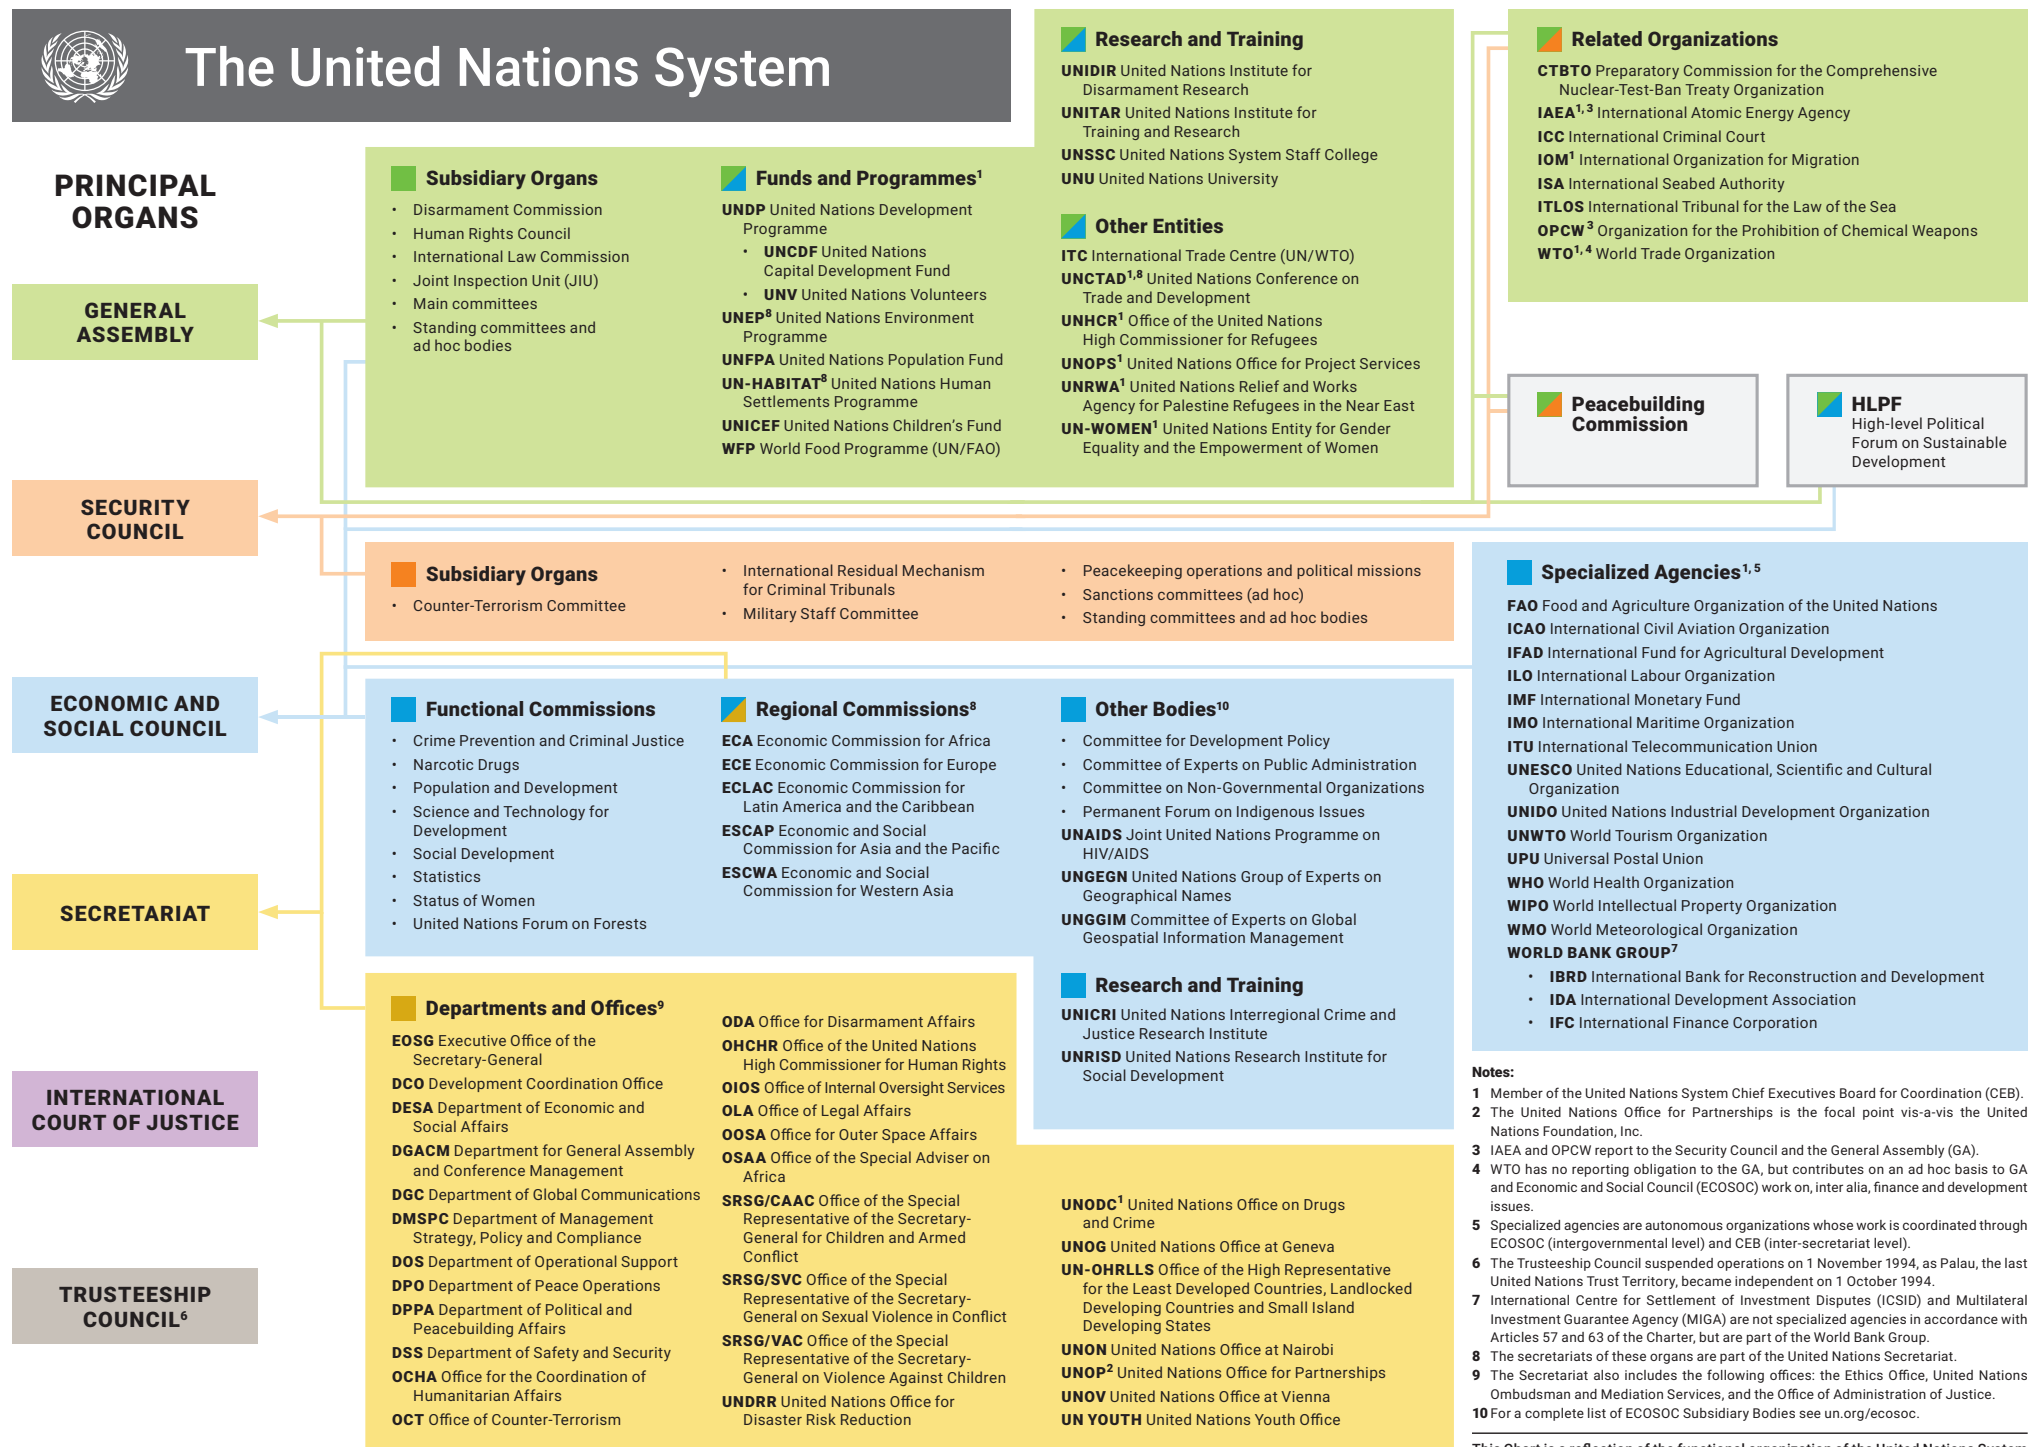 The United Nations System
PRINCIPAL
ORGANS
GENERAL
ASSEMBLY
SECURITY
COUNCIL
ECONOMIC AND
SOCIAL COUNCIL
SECRETARIAT
INTERNATIONAL
COURT OF JUSTICE
TRUSTEESHIP
COUNCIL6
Subsidiary Organs
• Disarmament Commission
• Human Rights Council
• International Law Commission
• Joint Inspection Unit (JIU)
• Main committees
• Standing committees and
ad hoc bodies
Funds and Programmes1
UNDP United Nations Development
Programme
• UNCDF United Nations
Capital Development Fund
• UNV United Nations Volunteers
UNEP8 United Nations Environment
Programme
UNFPA United Nations Population Fund
UN-HABITAT8 United Nations Human
Settlements Programme
UNICEF United Nations Children's Fund
WFP World Food Programme (UN/FAO)
Research and Training
UNIDIR United Nations Institute for
Disarmament Research
UNITAR United Nations Institute for
Training and Research
UNSSC United Nations System Staff College
UNU United Nations University
Other Entities
ITC International Trade Centre (UN/WTO)
UNCTAD1,8 United Nations Conference on
Trade and Development
UNHCR1 Office of the United Nations
High Commissioner for Refugees
UNOPS1 United Nations Office for Project Services
UNRWA1 United Nations Relief and Works
Agency for Palestine Refugees in the Near East
UN-WOMEN1 United Nations Entity for Gender
Equality and the Empowerment of Women
Related Organizations
CTBTO Preparatory Commission for the Comprehensive
Nuclear-Test-Ban Treaty Organization
IAEA1, 3 International Atomic Energy Agency
ICC International Criminal Court
IOM1 International Organization for Migration
ISA International Seabed Authority
ITLOS International Tribunal for the Law of the Sea
OPCW3 Organization for the Prohibition of Chemical Weapons
WTO1, 4 World Trade Organization
Peacebuilding
Commission
HLPF
High-level Political
Forum on Sustainable
Development
Subsidiary Organs
• Counter-Terrorism Committee
• International Residual Mechanism
for Criminal Tribunals
• Military Staff Committee
• Peacekeeping operations and political missions
• Sanctions committees (ad hoc)
• Standing committees and ad hoc bodies
Functional Commissions
• Crime Prevention and Criminal Justice
• Narcotic Drugs
• Population and Development
• Science and Technology for
Development
• Social Development
• Statistics
• Status of Women
• United Nations Forum on Forests
Regional Commissions8
ECA Economic Commission for Africa
ECE Economic Commission for Europe
ECLAC Economic Commission for
Latin America and the Caribbean
ESCAP Economic and Social
Commission for Asia and the Pacific
ESCWA Economic and Social
Commission for Western Asia
Other Bodies10
• Committee for Development Policy
• Committee of Experts on Public Administration
• Committee on Non-Governmental Organizations
• Permanent Forum on Indigenous Issues
UNAIDS Joint United Nations Programme on
HIV/AIDS
UNGEGN United Nations Group of Experts on
Geographical Names
UNGGIM Committee of Experts on Global
Geospatial Information Management
Research and Training
UNICRI United Nations Interregional Crime and
Justice Research Institute
UNRISD United Nations Research Institute for
Social Development
Specialized Agencies1, 5
FAO Food and Agriculture Organization of the United Nations
ICAO International Civil Aviation Organization
IFAD International Fund for Agricultural Development
ILO International Labour Organization
IMF International Monetary Fund
IMO International Maritime Organization
ITU International Telecommunication Union
UNESCO United Nations Educational, Scientific and Cultural
Organization
UNIDO United Nations Industrial Development Organization
UNWTO World Tourism Organization
UPU Universal Postal Union
WHO World Health Organization
WIPO World Intellectual Property Organization
WMO World Meteorological Organization
WORLD BANK GROUP7
• IBRD International Bank for Reconstruction and Development
• IDA International Development Association
• IFC International Finance Corporation
Departments and Offices9
EOSG Executive Office of the
Secretary-General
DCO Development Coordination Office
DESA Department of Economic and
Social Affairs
DGACM Department for General Assembly
and Conference Management
DGC Department of Global Communications
DMSPC Department of Management
Strategy, Policy and Compliance
DOS Department of Operational Support
DPO Department of Peace Operations
DPPA Department of Political and
Peacebuilding Affairs
DSS Department of Safety and Security
OCHA Office for the Coordination of
Humanitarian Affairs
OCT Office of Counter-Terrorism
ODA Office for Disarmament Affairs
OHCHR Office of the United Nations
High Commissioner for Human Rights
OIOS Office of Internal Oversight Services
OLA Office of Legal Affairs
OOSA Office for Outer Space Affairs
OSAA Office of the Special Adviser on
Africa
SRSG/CAAC Office of the Special
Representative of the Secretary-
General for Children and Armed
Conflict
SRSG/SVC Office of the Special
Representative of the Secretary-
General on Sexual Violence in Conflict
SRSG/VAC Office of the Special
Representative of the Secretary-
General on Violence Against Children
UNDRR United Nations Office for
Disaster Risk Reduction
UNODC1 United Nations Office on Drugs
and Crime
UNOG United Nations Office at Geneva
UN-OHRLLS Office of the High Representative
for the Least Developed Countries, Landlocked
Developing Countries and Small Island
Developing States
UNON United Nations Office at Nairobi
UNOP2 United Nations Office for Partnerships
UNOV United Nations Office at Vienna
UN YOUTH United Nations Youth Office
Notes:
1 Member of the United Nations System Chief Executives Board for Coordination (CEB).
2 The United Nations Office for Partnerships is the focal point vis-a-vis the United
Nations Foundation, Inc.
3 IAEA and OPCW report to the Security Council and the General Assembly (GA).
4 WTO has no reporting obligation to the GA, but contributes on an ad hoc basis to GA
and Economic and Social Council (ECOSOC) work on, inter alia, finance and development
issues.
5 Specialized agencies are autonomous organizations whose work is coordinated through
ECOSOC (intergovernmental level) and CEB (inter-secretariat level).
6 The Trusteeship Council suspended operations on 1 November 1994, as Palau, the last
United Nations Trust Territory, became independent on 1 October 1994.
7 International Centre for Settlement of Investment Disputes (ICSID) and Multilateral
Investment Guarantee Agency (MIGA) are not specialized agencies in accordance with
Articles 57 and 63 of the Charter, but are part of the World Bank Group.
8 The secretariats of these organs are part of the United Nations Secretariat.
9 The Secretariat also includes the following offices: the Ethics Office, United Nations
Ombudsman and Mediation Services, and the Office of Administration of Justice.
10 For a complete list of ECOSOC Subsidiary Bodies see un.org/ecosoc.
This Chart is a reflection of the functional organization of the United Nations System